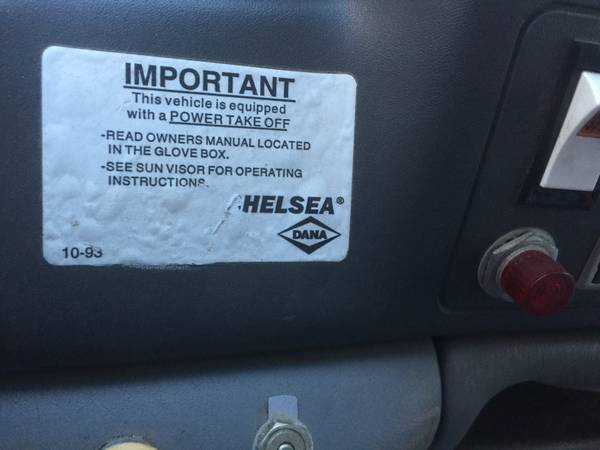 IMPORTANT
This vehicle is equipped
with a POWER TAKE OFF
-READ OWNERS MANUAL LOCATED
IN THE GLOVE BOX.
-SEE SUN VISOR FOR OPERATING
INSTRUCTIONS.
HELSEA®
DANA
10-93